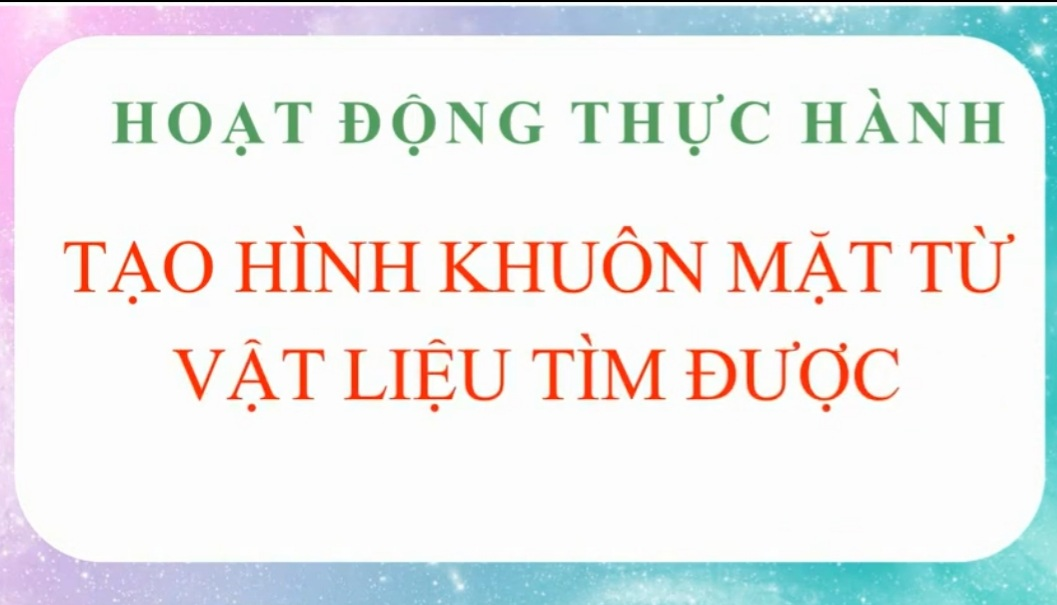 HOẠT ĐỘNG THỰC HÀNH
TẠO HÌNH KHUÔN MẶT TỪ
VẬT LIỆU TÌM ĐƯỢC